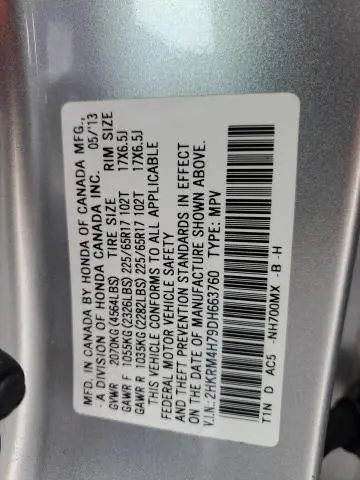 MFD. IN CANADA BY HONDA OF CANADA MFG.,
- A DIVISION OF HONDA CANADA INC. 05/'13
GVWR 2070KG(4564LBS) TIRE SIZE RIM SIZE
GAWR F 1055KG(2326LBS) 225/65R17 102T 17X6.5J
GAWR R 1035KG(2282LBS) 225/65R17 102T 17X6.5J
THIS VEHICLE CONFORMS TO ALL APPLICABLE
FEDERAL MOTOR VEHICLE SAFETY
AND THEFT PREVENTION STANDARDS IN EFFECT
ON THE DATE OF MANUFACTURE SHOWN ABOVE.
V.I.N.: 2HKRM4H79DH663760 TYPE: MPV
T1N D AC5 -NH700MX -B -H